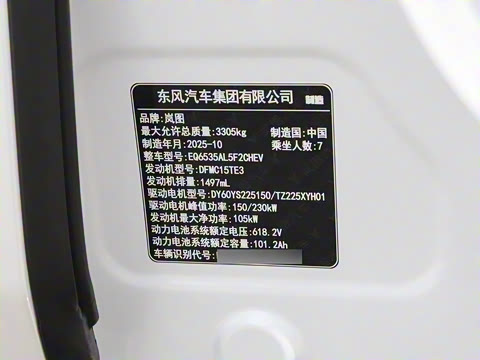 东风汽车集团有限公司 制造
品牌:岚图
最大允许总质量:3305kg 制造国:中国
制造年月:2025-10 乘坐人数:7
整车型号:EQ6535AL5F2CHEV
发动机型号:DFMC15TE3
发动机排量:1497mL
驱动电机型号:DY60YS225150/TZ225XYH01
驱动电机峰值功率:150/230kW
发动机最大净功率:105kW
动力电池系统额定电压:618.2V
动力电池系统额定容量:101.2Ah
车辆识别代号: